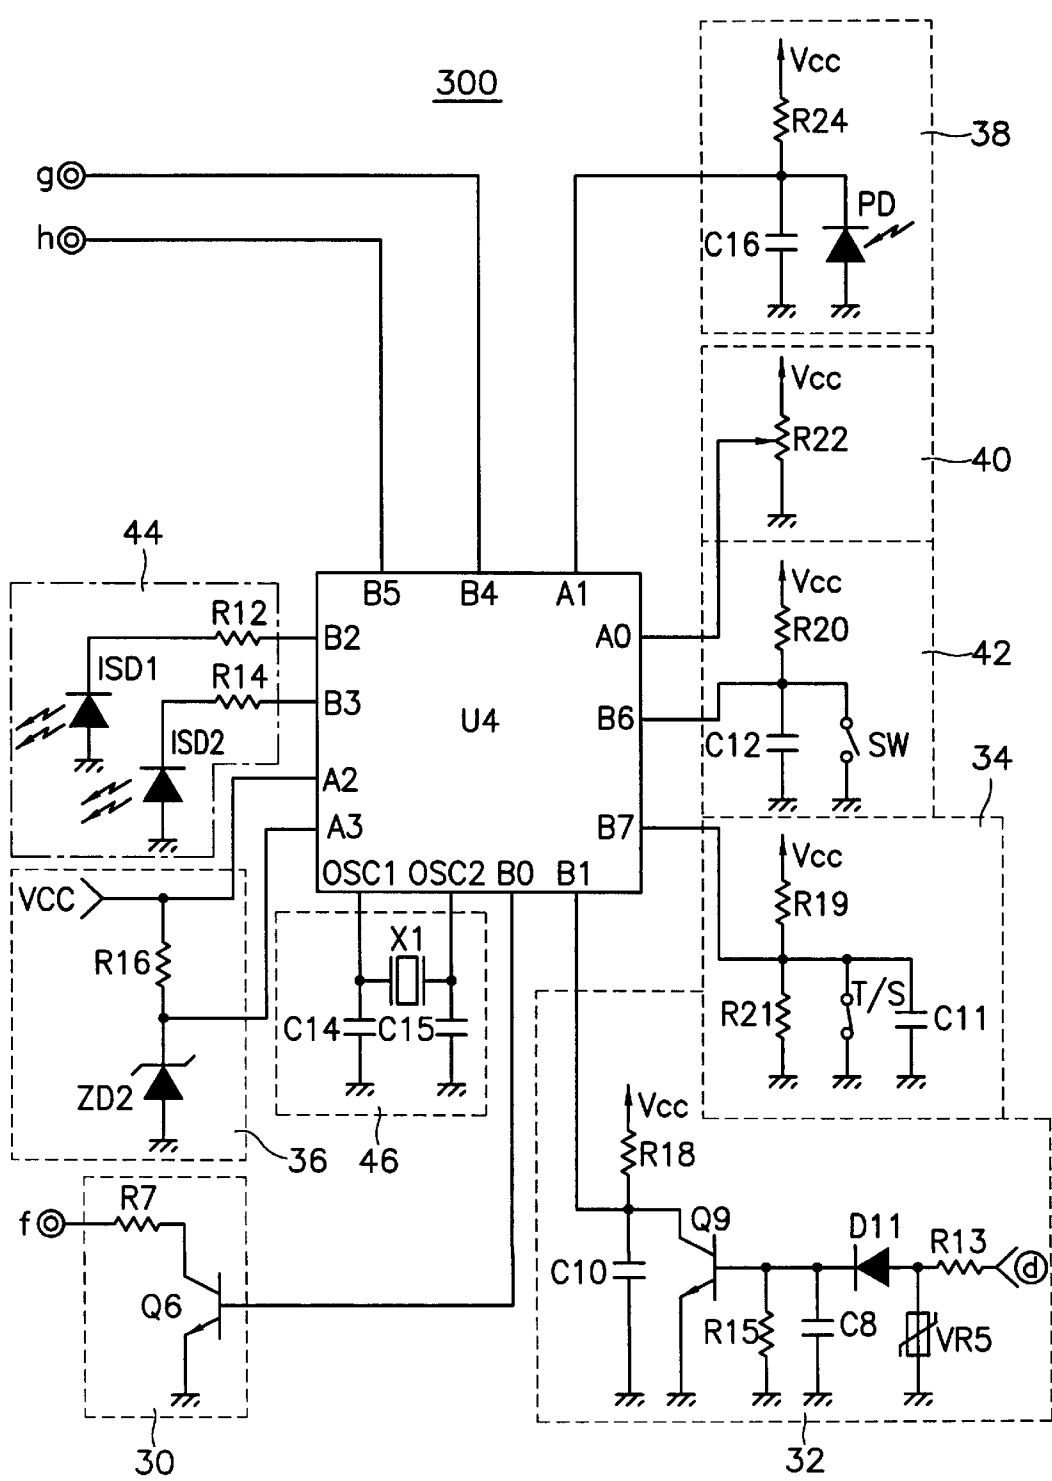 300
Vcc
R24
38
g
h
PD
C16
Vcc
R22
40
44
Vcc
R20
42
B5 B4 A1
R12
B2
A0
ISD1
R14
B3
U4
B6
ISD2
C12
SW
34
A2
A3
B7
OSC1 OSC2 B0 B1
Vcc
VCC
R19
X1
R16
T/S
R21
C11
C14
C15
ZD2
Vcc
36
46
R18
R7
f
Q9
D11
R13
d
C10
Q6
R15
C8
VR5
30
32